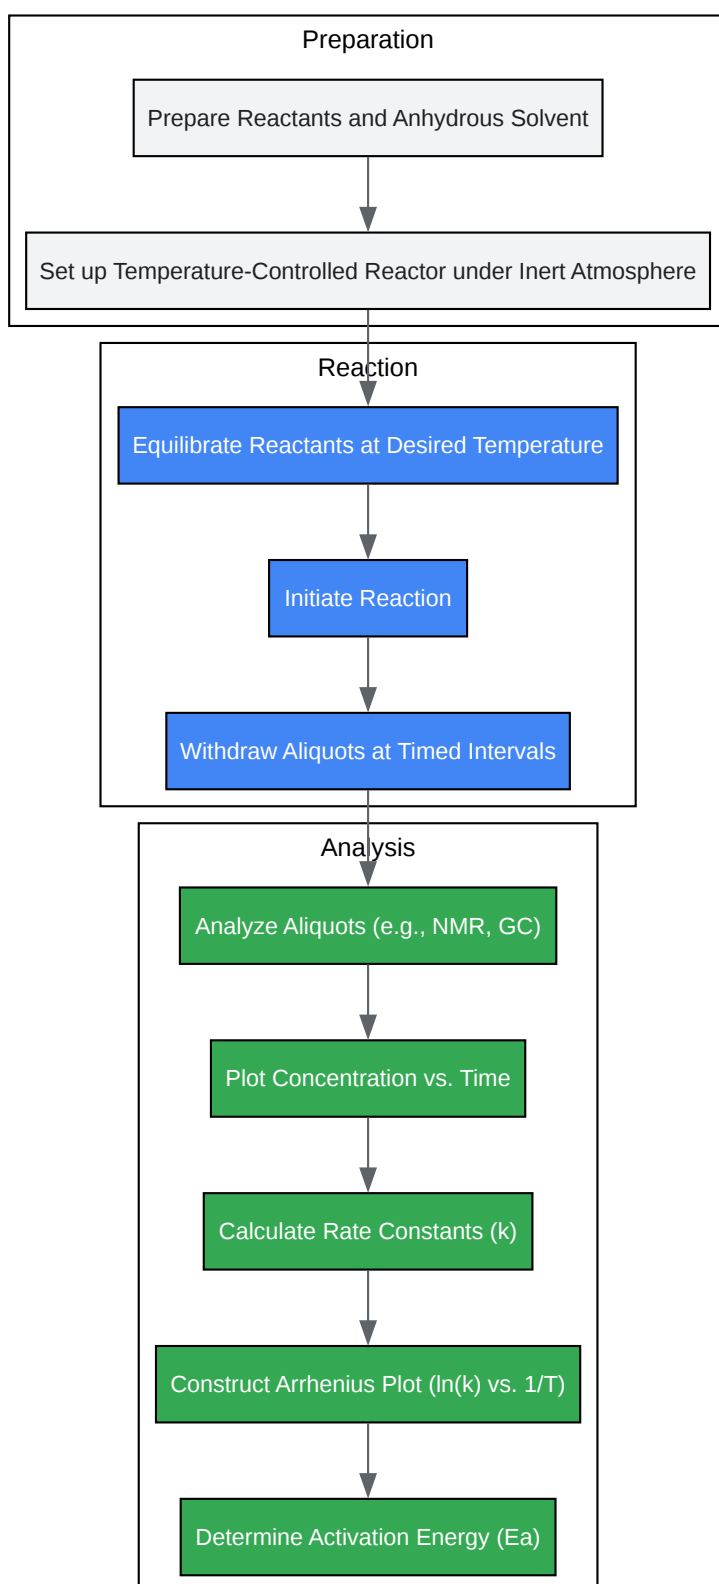 Preparation
Prepare Reactants and Anhydrous Solvent
Set up Temperature-Controlled Reactor under Inert Atmosphere
Reaction
Equilibrate Reactants at Desired Temperature
Initiate Reaction
Withdraw Aliquots at Timed Intervals
Analysis
Analyze Aliquots (e.g., NMR, GC)
Plot Concentration vs. Time
Calculate Rate Constants (k)
Construct Arrhenius Plot (ln(k) vs. 1/T)
Determine Activation Energy (Ea)